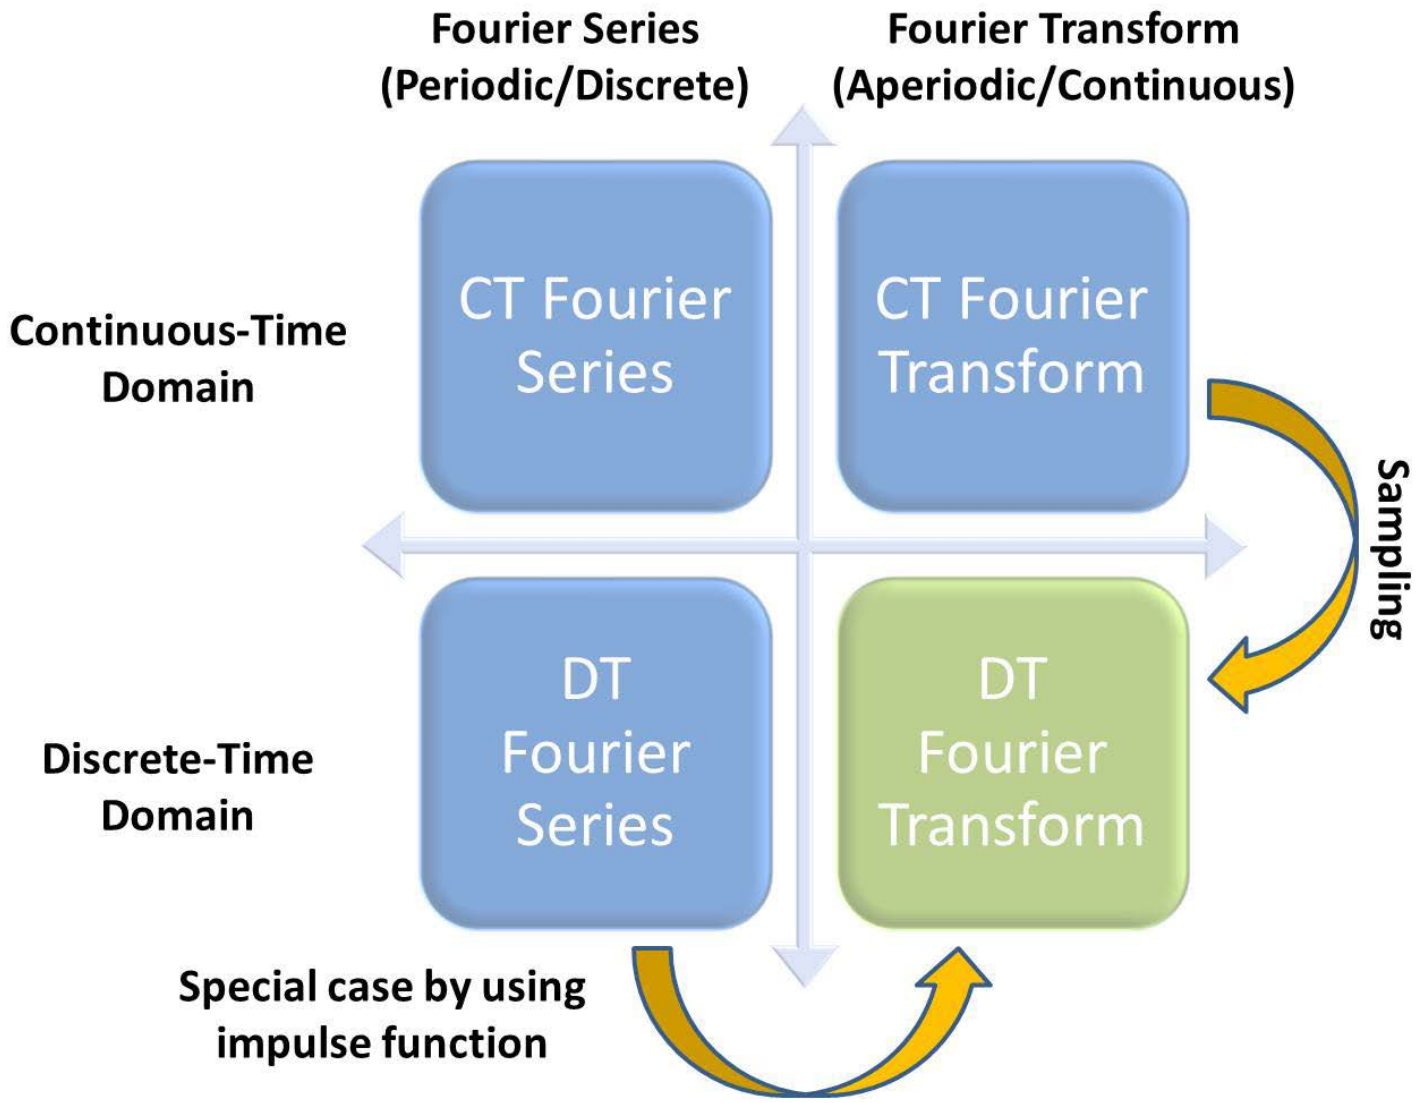 Fourier Series
(Periodic/Discrete)
Fourier Transform
(Aperiodic/Continuous)
Continuous-Time
Domain
CT Fourier
Series
CT Fourier
Transform
Sampling
Discrete-Time
Domain
DT
Fourier
Series
DT
Fourier
Transform
Special case by using
impulse function